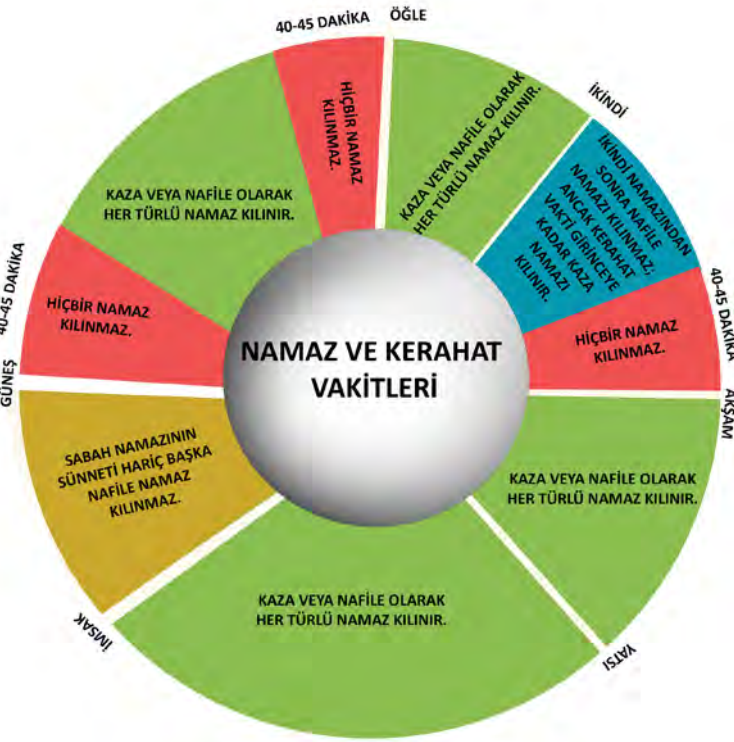 40-45 DAKİKA
ÖĞLE
İKİNDİ
HİÇBİR NAMAZ
KILINMAZ.
KAZA VEYA NAFİLE OLARAK
HER TÜRLÜ NAMAZ KILINIR.
İKİNDİ NAMAZINDAN
SONRA NAFİLE
NAMAZI KILINMAZ,
ANCAK KERAHAT
VAKTİ GİRİNCEYE
KADAR KAZA
NAMAZI
KILINIR.
40-45 DAKİKA
HİÇBİR NAMAZ
KILINMAZ.
AKŞAM
KAZA VEYA NAFİLE OLARAK
HER TÜRLÜ NAMAZ KILINIR.
YATSI
KAZA VEYA NAFİLE OLARAK
HER TÜRLÜ NAMAZ KILINIR.
İMSAK
SABAH NAMAZININ
SÜNNETİ HARİÇ BAŞKA
NAFİLE NAMAZ
KILINMAZ.
GÜNEŞ
40-45 DAKİKA
HİÇBİR NAMAZ
KILINMAZ.
KAZA VEYA NAFİLE OLARAK
HER TÜRLÜ NAMAZ KILINIR.
NAMAZ VE KERAHAT
VAKİTLERİ